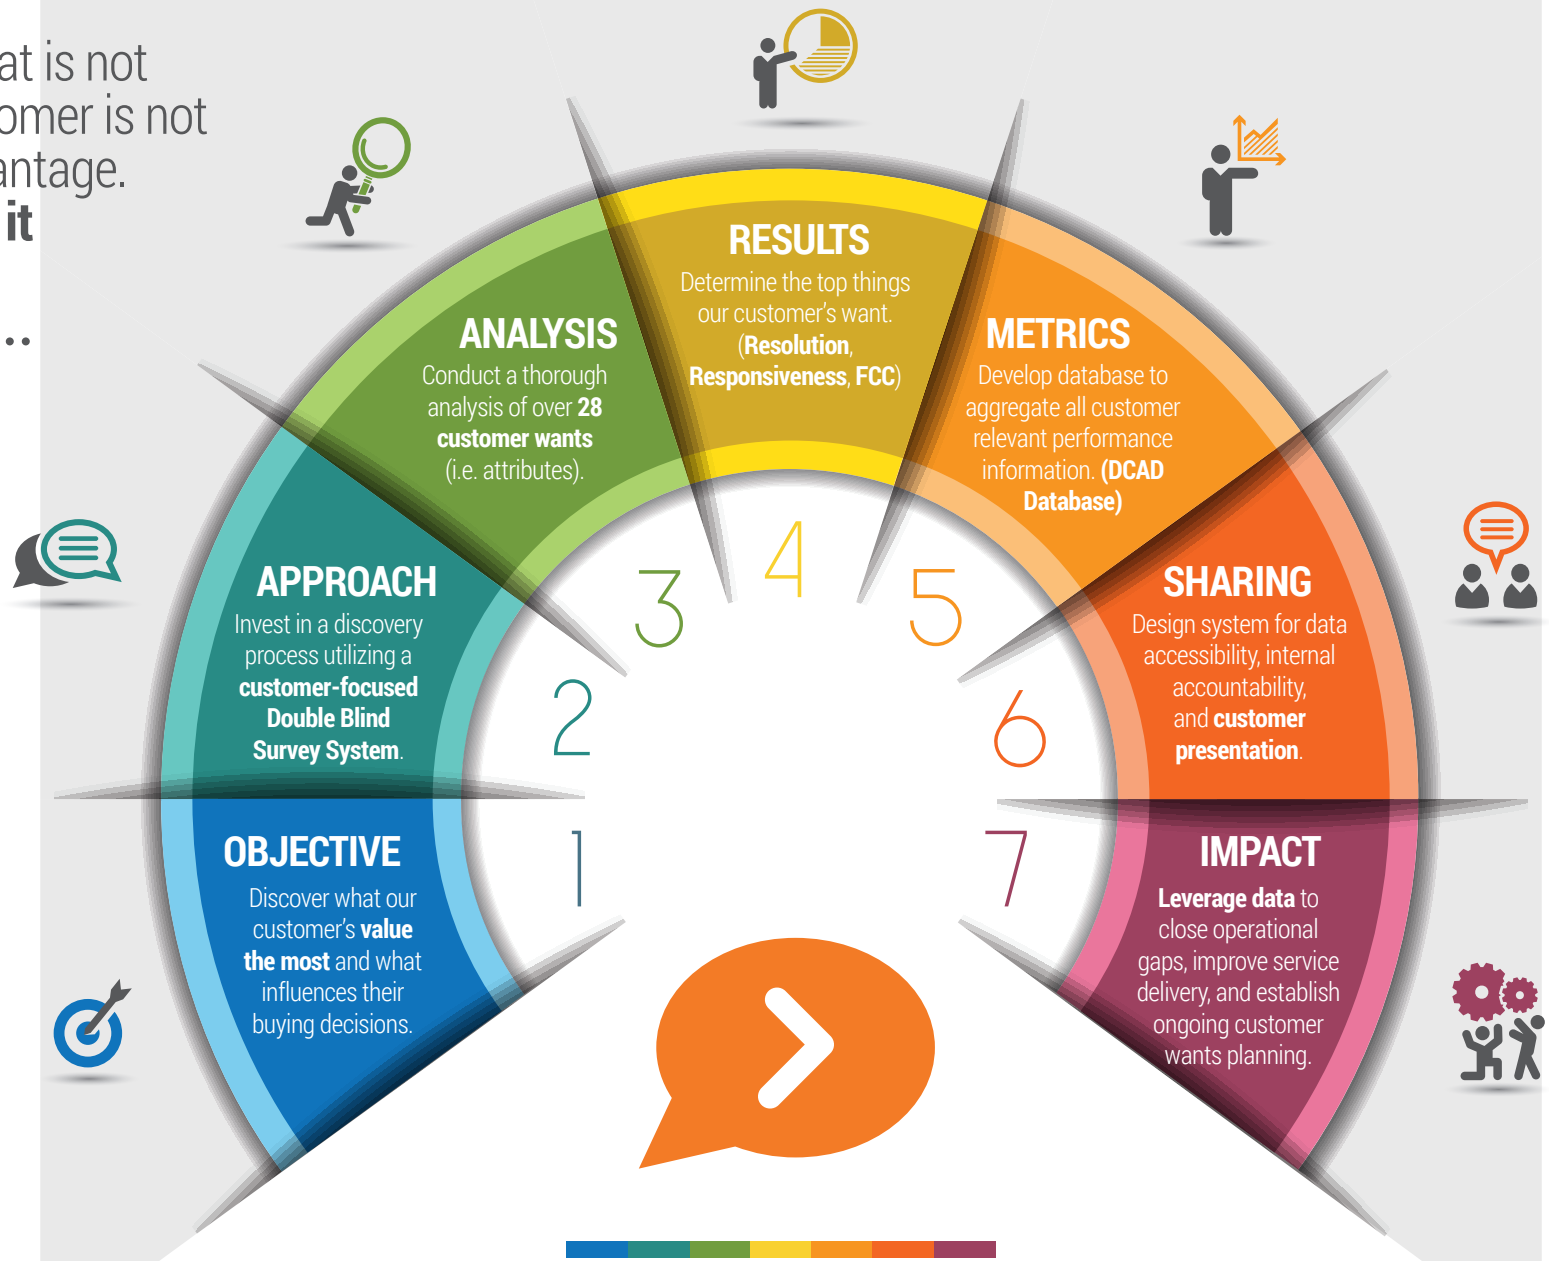 is not
is not
it
..
OBJECTIVE
Discover what our
customer's value
the most and what
influences their
buying decisions.
1
APPROACH
Invest in a discovery
process utilizing a
customer-focused
Double Blind
Survey System.
2
ANALYSIS
Conduct a thorough
analysis of over 28
customer wants
(i.e. attributes).
3
RESULTS
Determine the top things
our customer's want.
(Resolution,
Responsiveness, FCC)
4
METRICS
Develop database to
aggregate all customer
relevant performance
information. (DCAD
Database)
5
SHARING
Design system for data
accessibility, internal
accountability,
and customer
presentation.
6
IMPACT
Leverage data to
close operational
gaps, improve service
delivery, and establish
ongoing customer
wants planning.
7